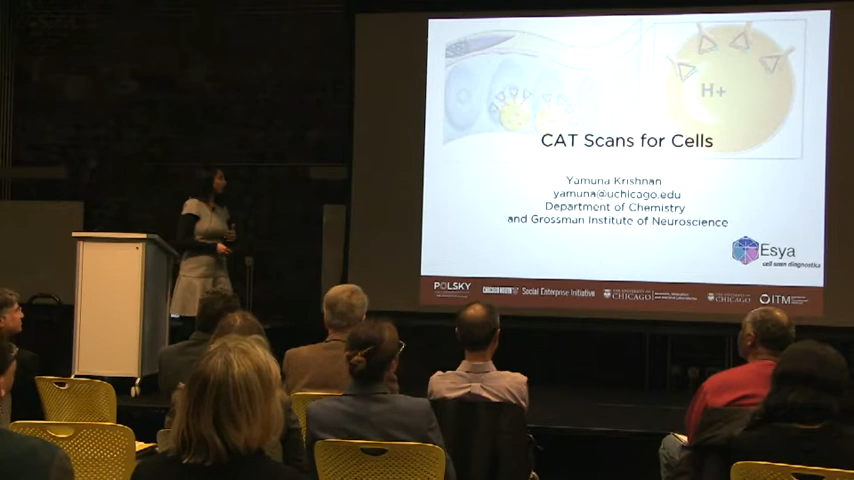 H+
CAT Scans for Cells
Yamuna Krishnan
yamuna@uchicago.edu
Department of Chemistry
and Grossman Institute of Neuroscience
Esya
cell scan diagnostics
POLSKY
Social Enterprise Initiative
CHICAGO
CHICAGO
ITM